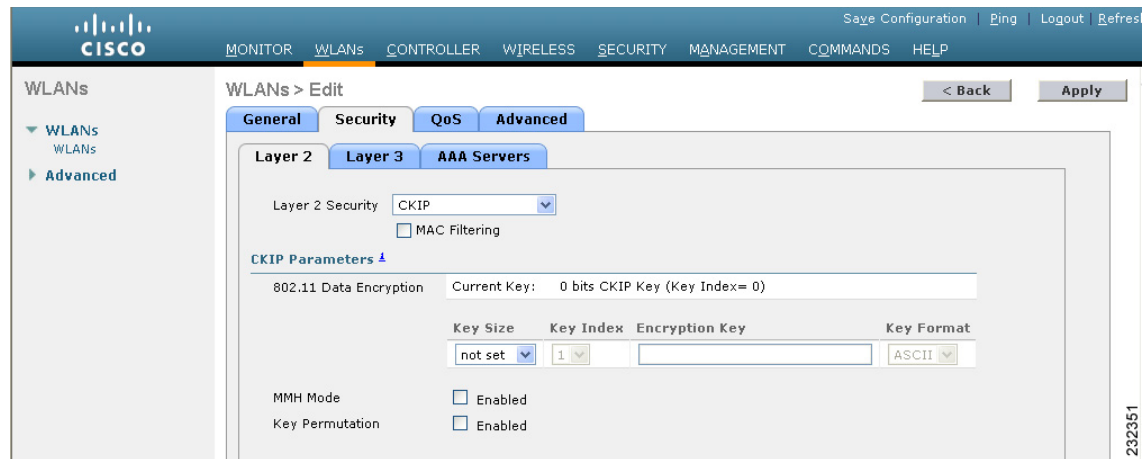 Save Configuration | Ping | Logout | Refresh
CISCO
MONITOR WLANs CONTROLLER WIRELESS SECURITY MANAGEMENT COMMANDS HELP
WLANs
WLANs > Edit
< Back Apply
General Security QoS Advanced
WLANs
WLANs
Advanced
Layer 2 Layer 3 AAA Servers
Layer 2 Security CKIP
MAC Filtering
CKIP Parameters 1
802.11 Data Encryption Current Key: 0 bits CKIP Key (Key Index= 0)
Key Size Key Index Encryption Key Key Format
not set 1 ASCII
MMH Mode Enabled
Key Permutation Enabled
232351